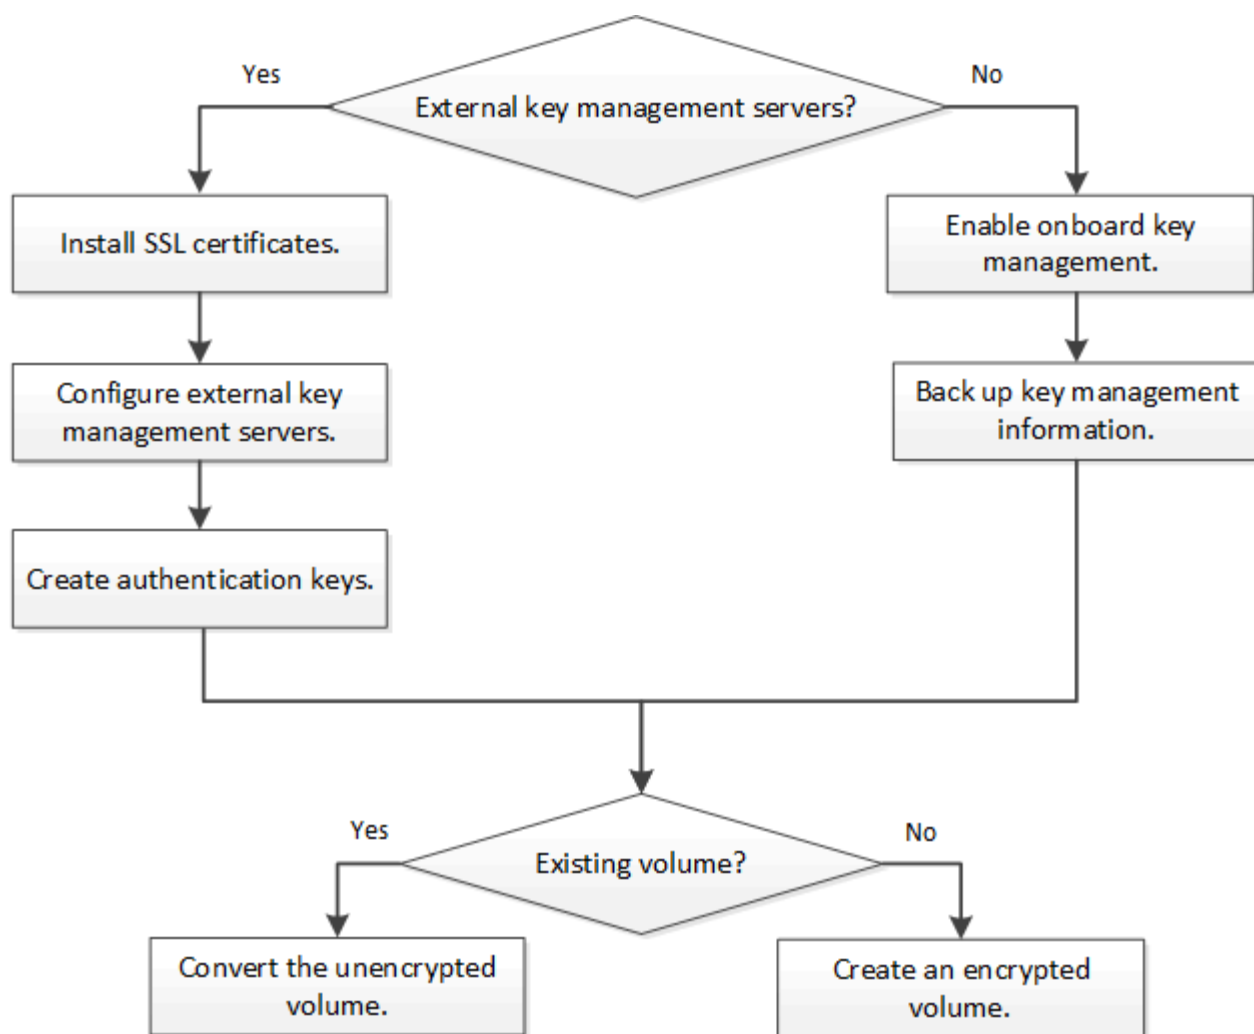 Yes
No
External key management servers?
Install SSL certificates.
Enable onboard key
management.
Configure external key
management servers.
Back up key management
information.
Create authentication keys.
Yes
No
Existing volume?
Convert the unencrypted
volume.
Create an encrypted
volume.